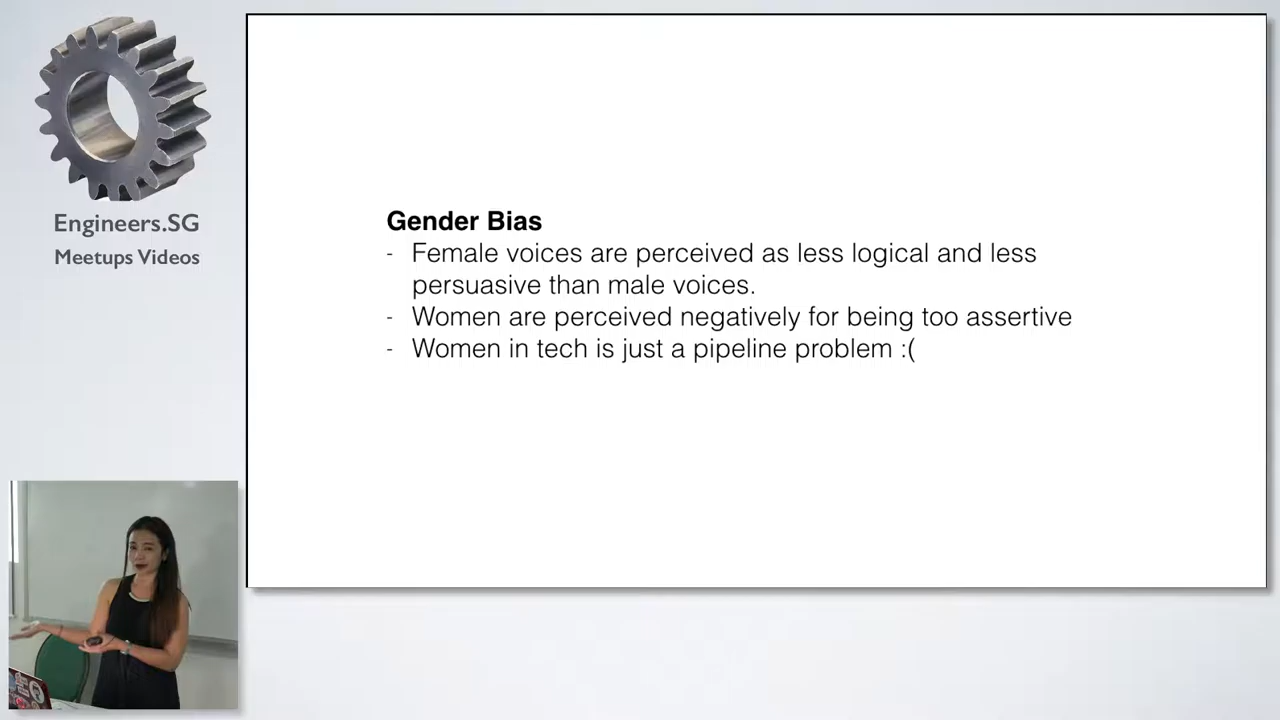 Engineers.SG
Meetups Videos
Gender Bias
- Female voices are perceived as less logical and less
persuasive than male voices.
- Women are perceived negatively for being too assertive
- Women in tech is just a pipeline problem :(